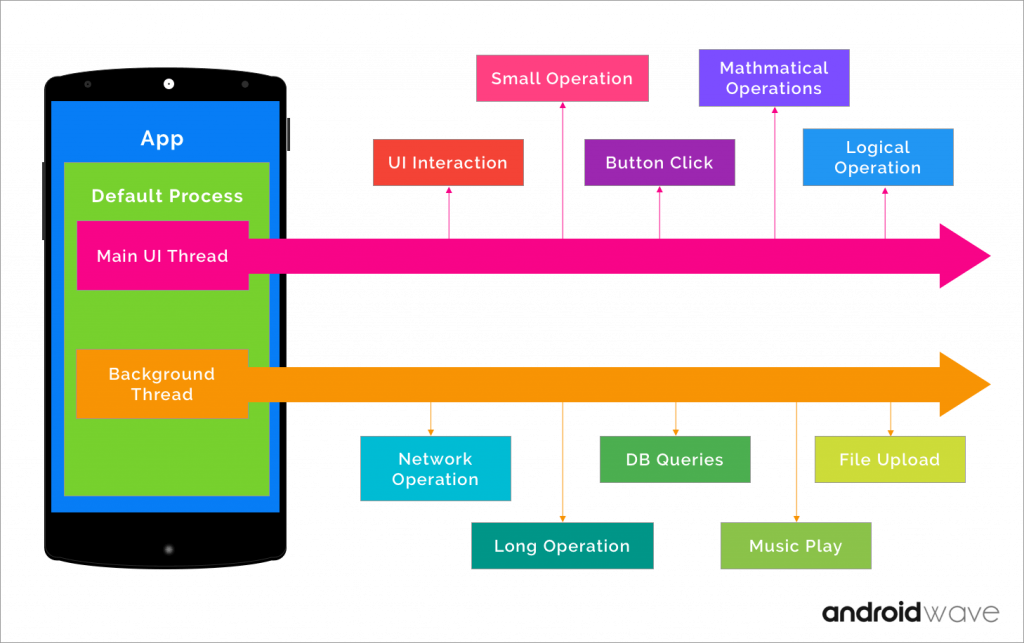 App
Default Process
Main UI Thread
Background
Thread
Small Operation
Mathmatical
Operations
UI Interaction
Button Click
Logical
Operation
Network
Operation
DB Queries
File Upload
Long Operation
Music Play
androidwave